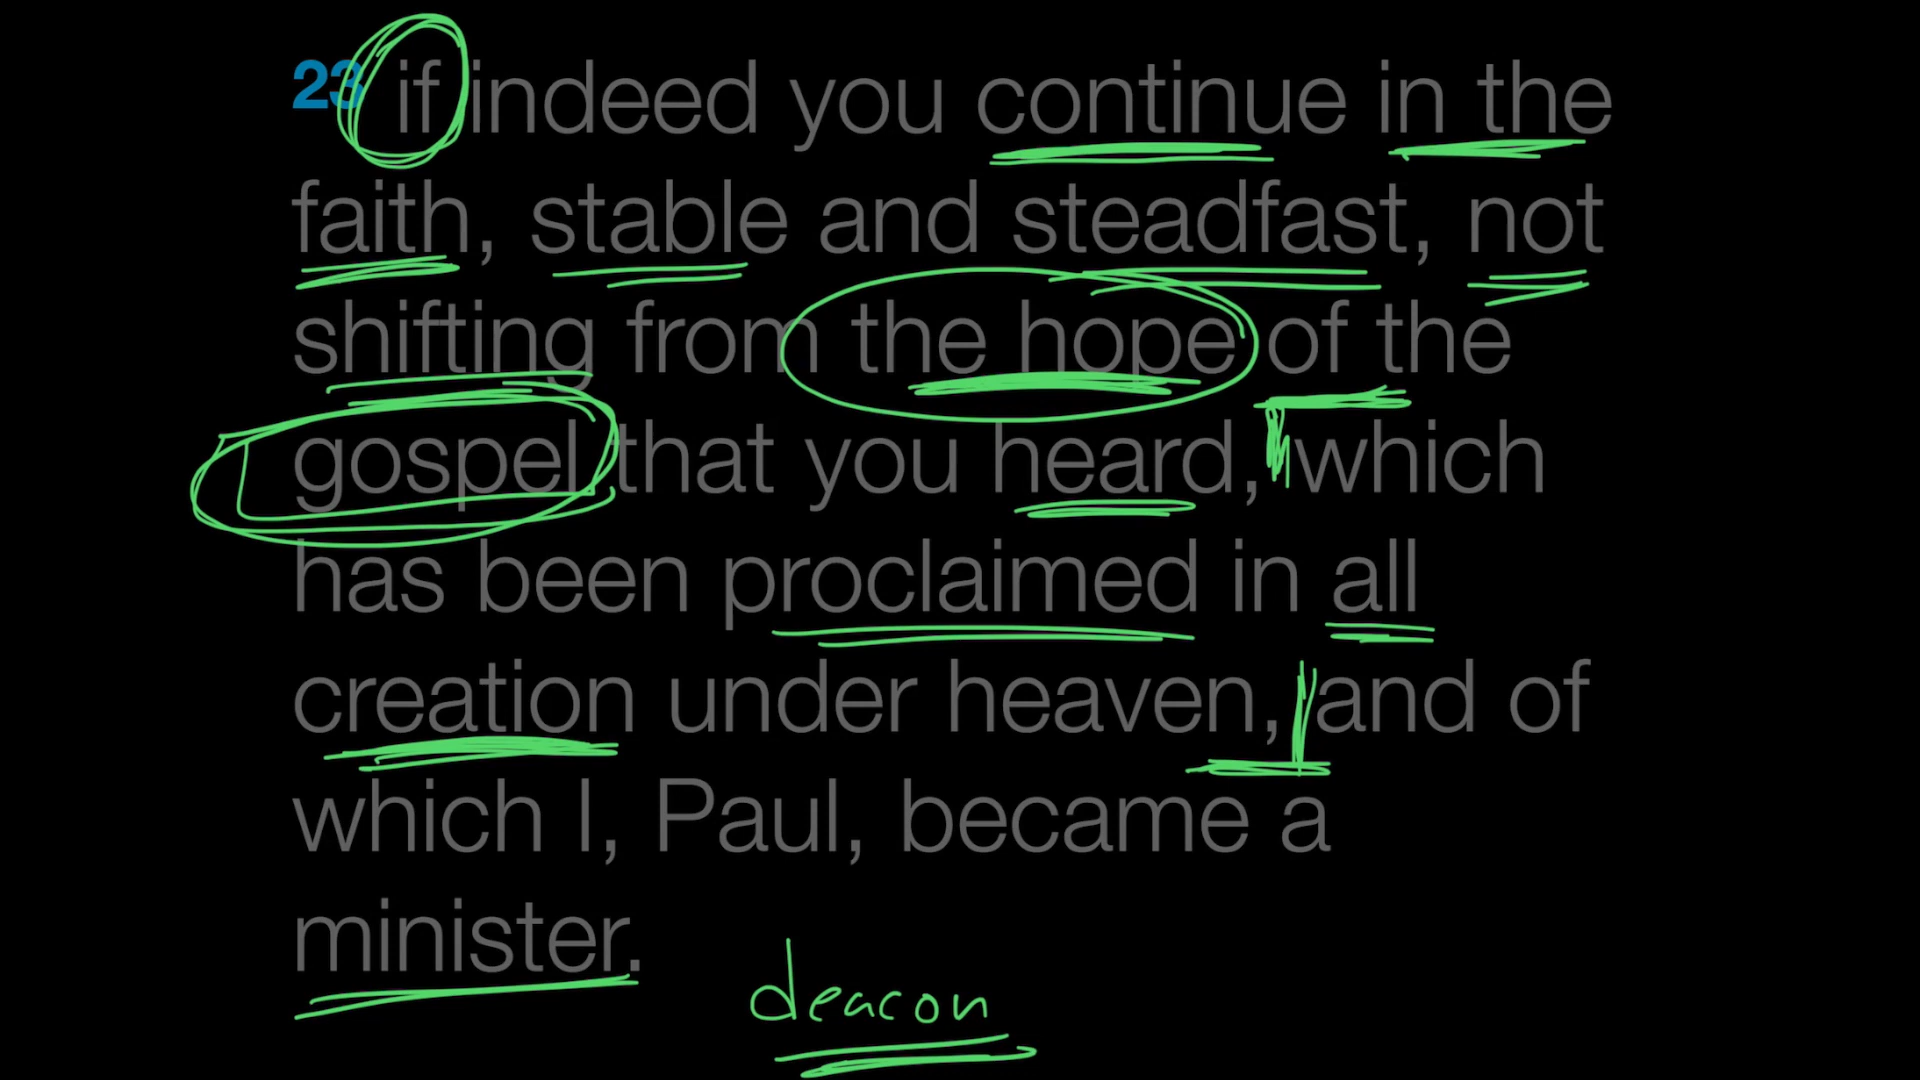 23 if indeed you continue in the
faith, stable and steadfast, not
shifting from the hope of the
gospel that you heard, which
has been proclaimed in all
creation under heaven, and of
which I, Paul, became a
minister.
deacon